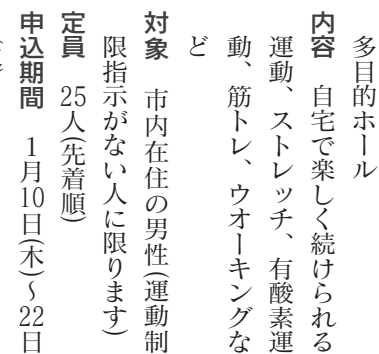 多目的ホール
内容　自宅で楽しく続けられる
運動、ストレッチ、有酸素運
動、筋トレ、ウオーキングな
ど
対象　市内在住の男性(運動制
限指示がない人に限ります)
定員　25人(先着順)
申込期間　1月10日(木)～22日